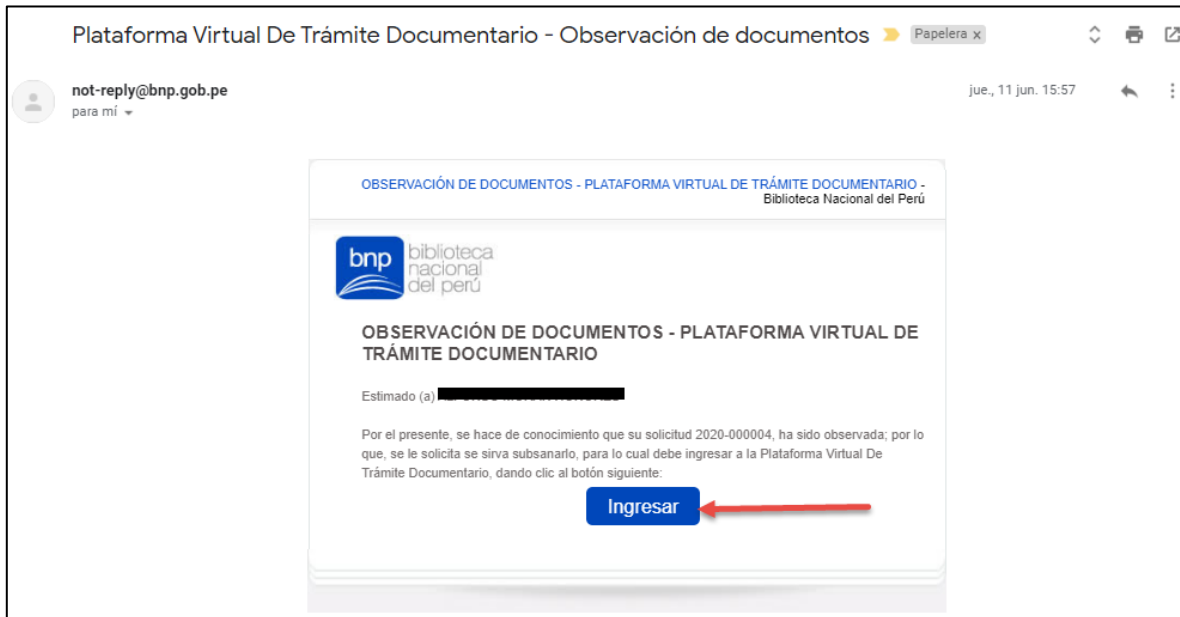 Plataforma Virtual De Trámite Documentario - Observación de documentos Papelera x
not-reply@bnp.gob.pe jue., 11 jun. 15:57
para mí
OBSERVACIÓN DE DOCUMENTOS - PLATAFORMA VIRTUAL DE TRÁMITE DOCUMENTARIO -
Biblioteca Nacional del Perú
bnp biblioteca
nacional
del perú
OBSERVACIÓN DE DOCUMENTOS - PLATAFORMA VIRTUAL DE
TRÁMITE DOCUMENTARIO
Estimado (a)
Por el presente, se hace de conocimiento que su solicitud 2020-000004, ha sido observada; por lo
que, se le solicita se sirva subsanarlo, para lo cual debe ingresar a la Plataforma Virtual De
Trámite Documentario, dando clic al botón siguiente:
Ingresar